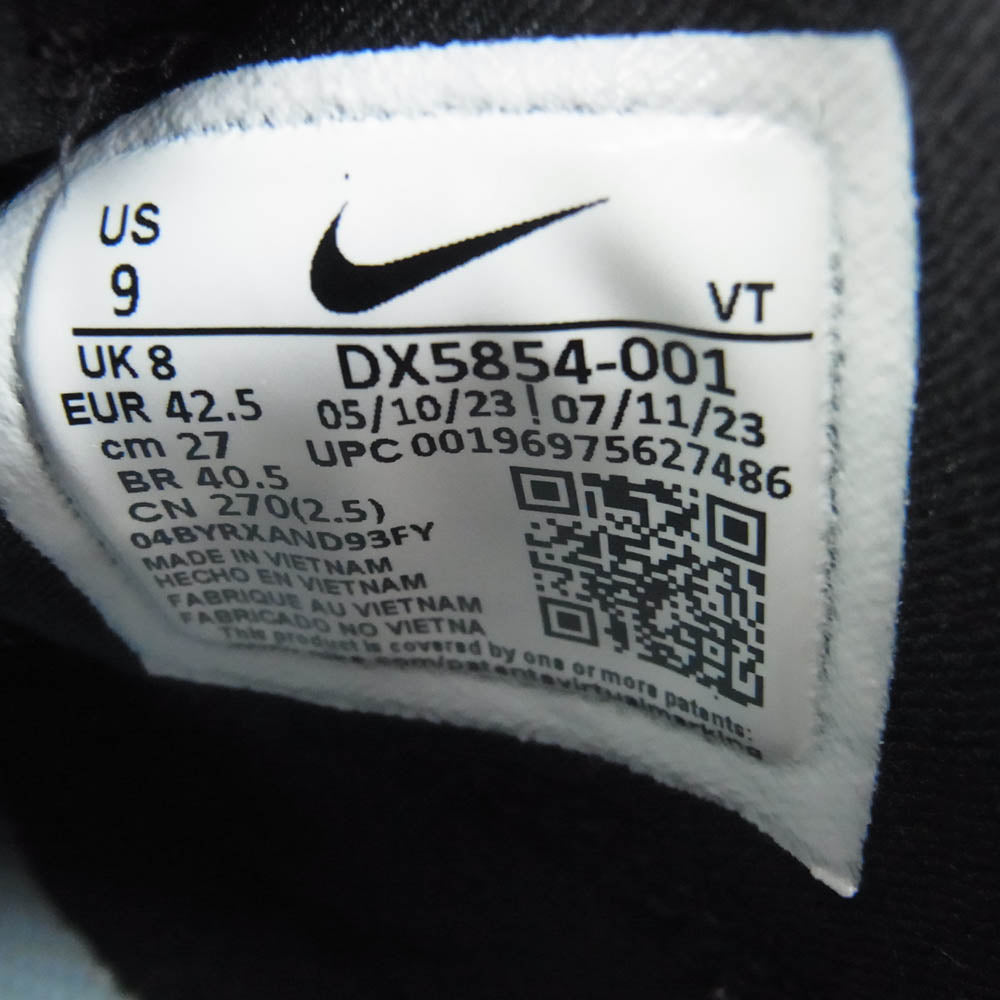 US
9
VT
UK 8
DX5854-001
EUR 42.5
05/10/23 | 07/11/23
cm 27
UPC 00196975627486
BR 40.5
CN 270(2.5)
04BYRXAND93FY
MADE IN VIETNAM
HECHO EN VIETNAM
FABRIQUE AU VIETNAM
FABRICADO NO VIETNA
This product is covered by one or more patents:
.com/patentsvirtualmarking